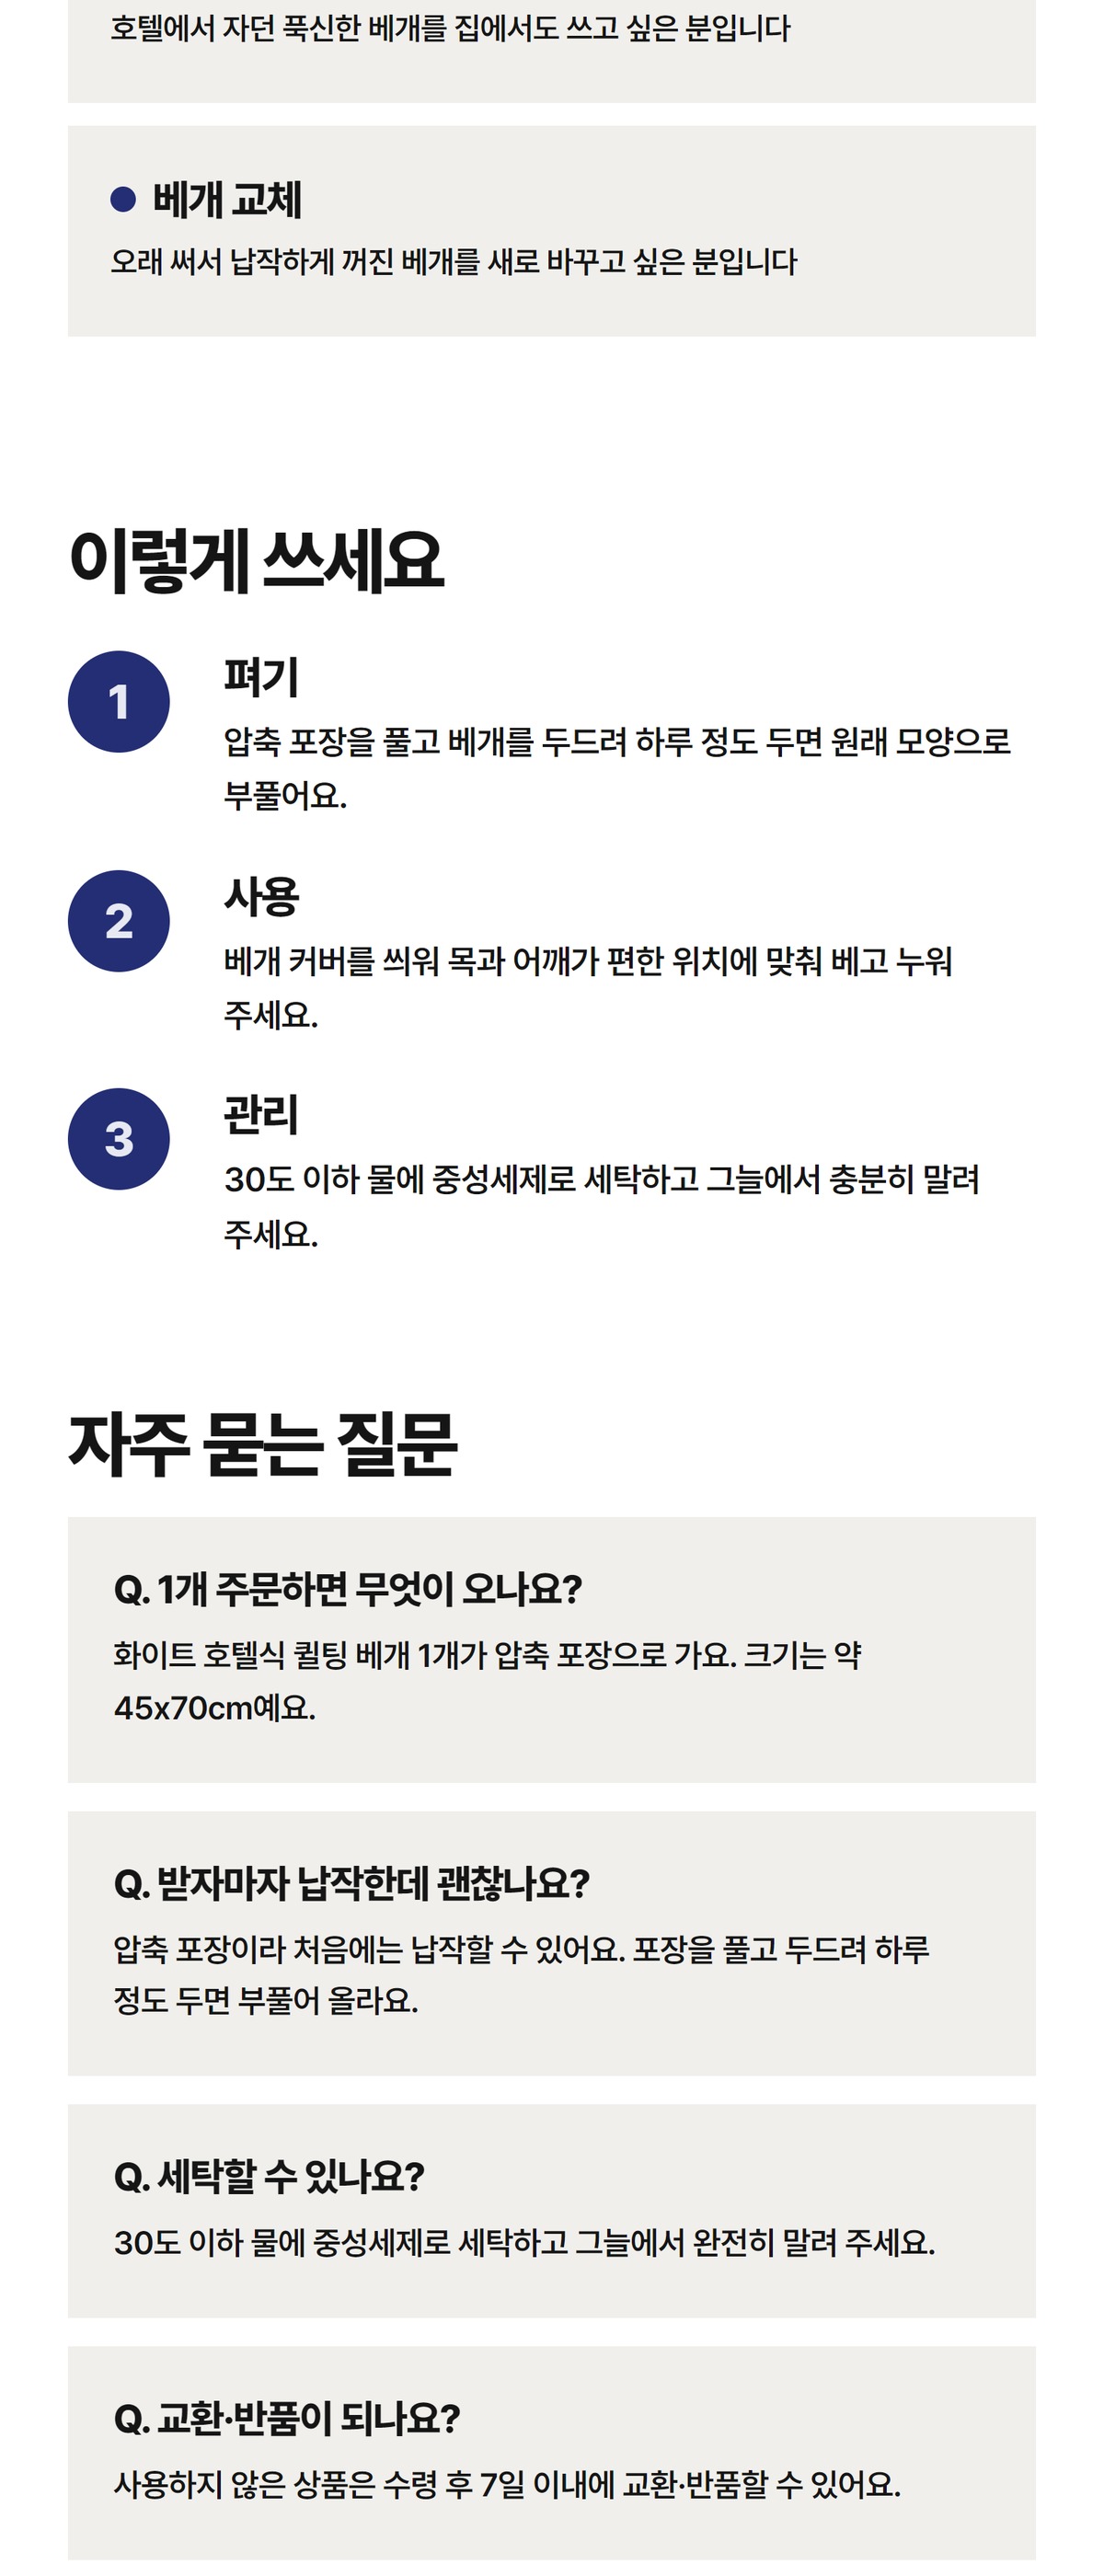 호텔에서 자던 푹신한 베개를 집에서도 쓰고 싶은 분입니다
베개 교체
오래 써서 납작하게 꺼진 베개를 새로 바꾸고 싶은 분입니다
이렇게 쓰세요
1
펴기
압축 포장을 풀고 베개를 두드려 하루 정도 두면 원래 모양으로
부풀어요.
2
사용
베개 커버를 씌워 목과 어깨가 편한 위치에 맞춰 베고 누워
주세요.
3
관리
30도 이하 물에 중성세제로 세탁하고 그늘에서 충분히 말려
주세요.
자주 묻는 질문
Q. 1개 주문하면 무엇이 오나요?
화이트 호텔식 퀼팅 베개 1개가 압축 포장으로 가요. 크기는 약
45x70cm예요.
Q. 받자마자 납작한데 괜찮나요?
압축 포장이라 처음에는 납작할 수 있어요. 포장을 풀고 두드려 하루
정도 두면 부풀어 올라요.
Q. 세탁할 수 있나요?
30도 이하 물에 중성세제로 세탁하고 그늘에서 완전히 말려 주세요.
Q. 교환·반품이 되나요?
사용하지 않은 상품은 수령 후 7일 이내에 교환·반품할 수 있어요.